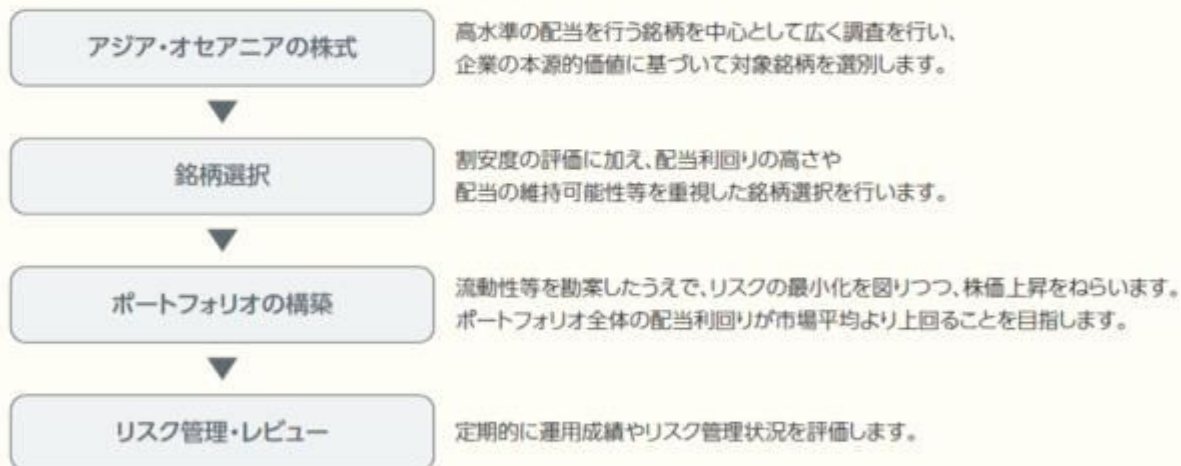 アジア・オセアニアの株式
高水準の配当を行う銘柄を中心として広く調査を行い、
企業の本源的価値に基づいて対象銘柄を選別します。
銘柄選択
割安度の評価に加え、配当利回りの高さや
配当の維持可能性等を重視した銘柄選択を行います。
ポートフォリオの構築
流動性等を勘案したうえで、リスクの最小化を図りつつ、株価上昇をねらいます。
ポートフォリオ全体の配当利回りが市場平均より上回ることを目指します。
リスク管理・レビュー
定期的に運用成績やリスク管理状況を評価します。